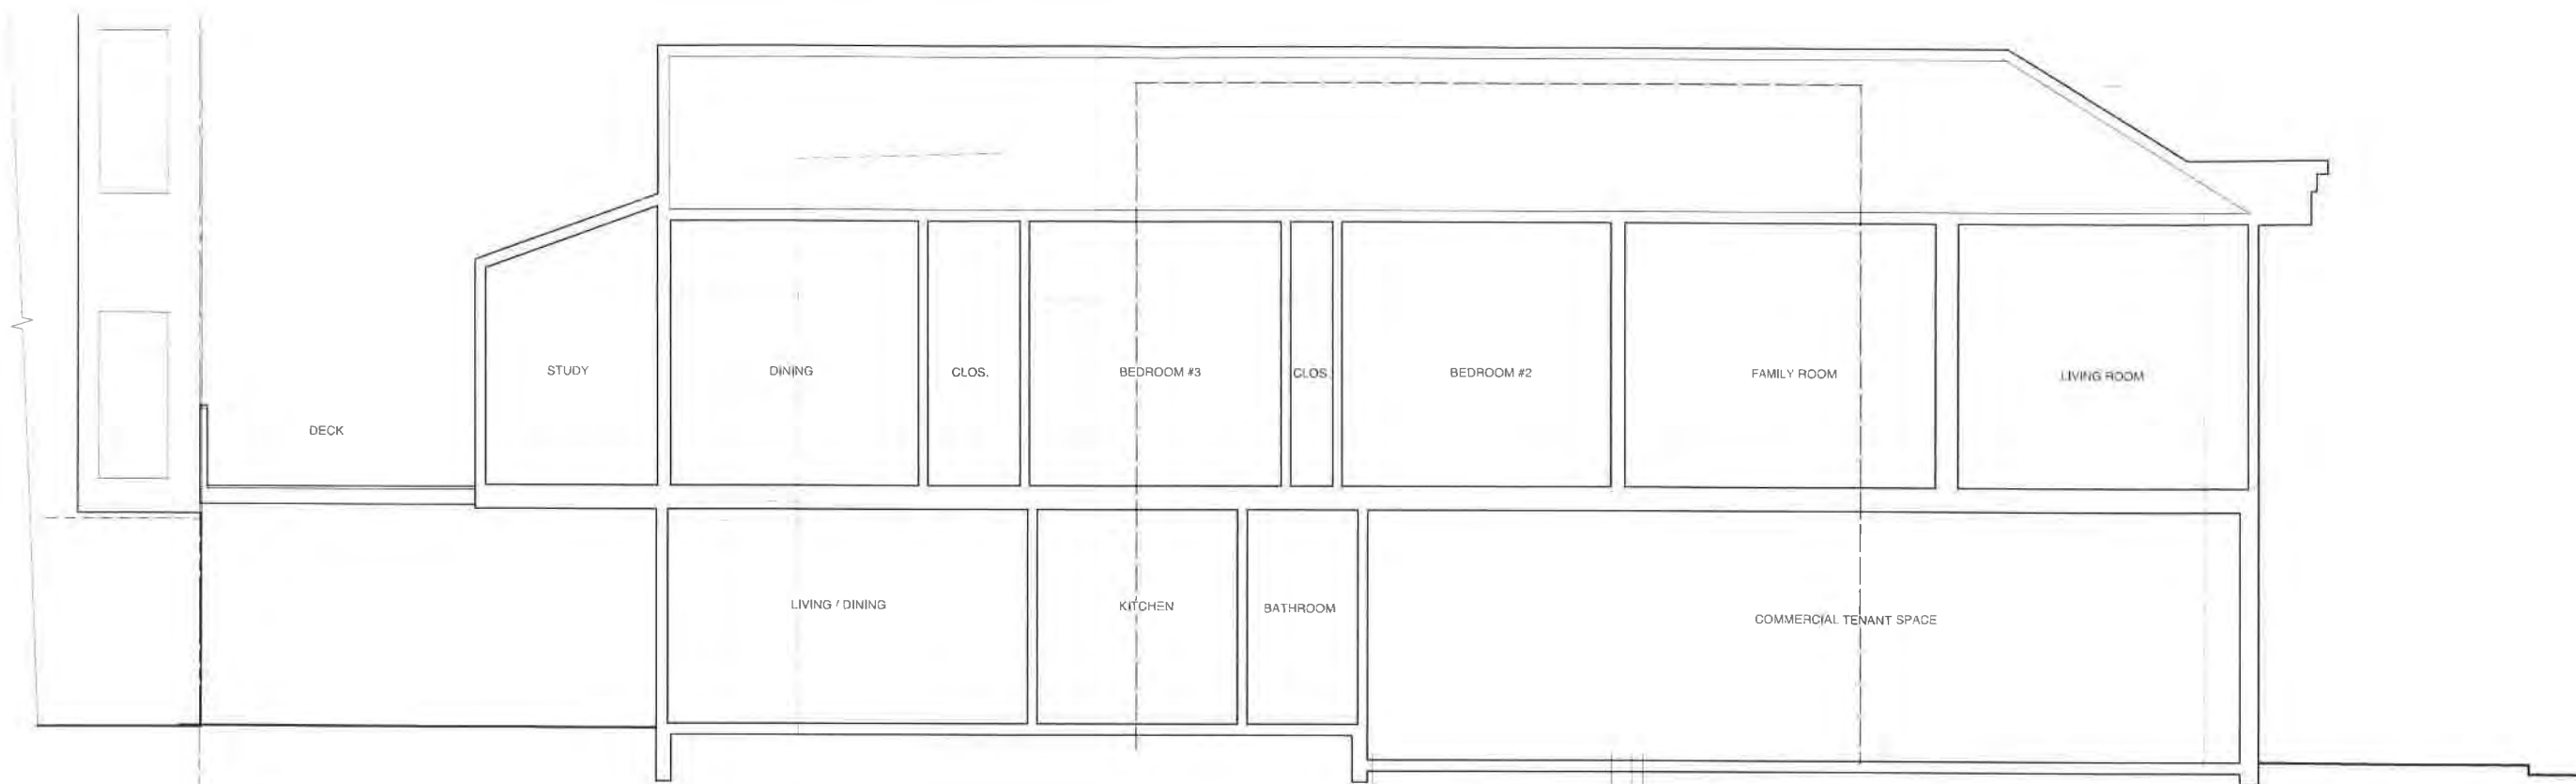 STUDY
DINING
CLOS.
BEDROOM #3
CLOS.
BEDROOM #2
FAMILY ROOM
LIVING ROOM
DECK
LIVING / DINING
KITCHEN
BATHROOM
COMMERCIAL TENANT SPACE